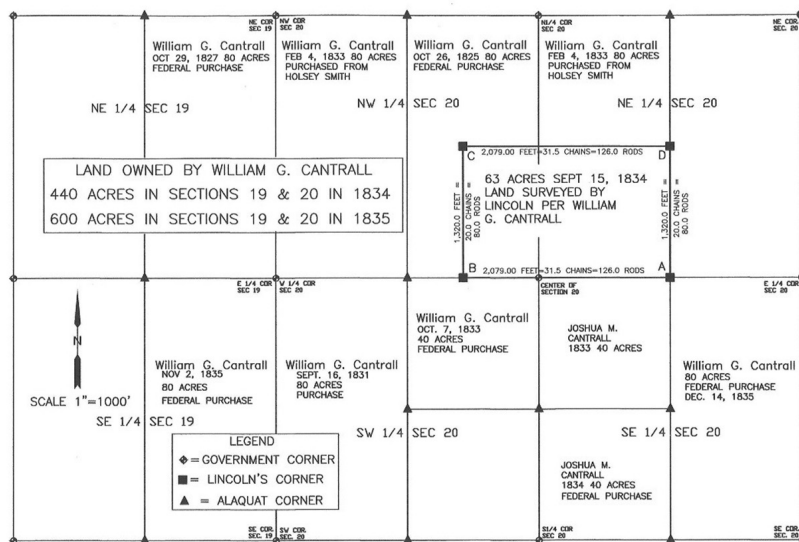 NE COR
SEC 19
NW COR
SEC 20
N1/4 COR
SEC 20
NE COR
SEC. 20
William G. Cantrall
OCT 29, 1827 80 ACRES
FEDERAL PURCHASE
William G. Cantrall
FEB 4, 1833 80 ACRES
PURCHASED FROM
HOLSEY SMITH
William G. Cantrall
OCT 26, 1825 80 ACRES
FEDERAL PURCHASE
William G. Cantrall
FEB 4, 1833 80 ACRES
PURCHASED FROM
HOLSEY SMITH
NE 1/4 SEC 19
NW 1/4 SEC 20
NE 1/4 SEC 20
LAND OWNED BY WILLIAM G. CANTRALL
440 ACRES IN SECTIONS 19 & 20 IN 1834
600 ACRES IN SECTIONS 19 & 20 IN 1835
C
2,079.00 FEET=31.5 CHAINS=126.0 RODS
D
1,320.0 FEET =
20.0 CHAINS =
80.0 RODS
63 ACRES SEPT 15, 1834
LAND SURVEYED BY
LINCOLN PER WILLIAM
G. CANTRALL
1,320.0 FEET =
20.0 CHAINS =
80.0 RODS
B
2,079.00 FEET=31.5 CHAINS=126.0 RODS
A
E 1/4 COR
SEC 19
W 1/4 COR
SEC 20
CENTER OF
SECTION 20
E 1/4 COR
SEC 20
N
SCALE 1"=1000'
William G. Cantrall
NOV 2, 1835
80 ACRES
FEDERAL PURCHASE
William G. Cantrall
SEPT. 16, 1831
80 ACRES
PURCHASE
William G. Cantrall
OCT. 7, 1833
40 ACRES
FEDERAL PURCHASE
JOSHUA M.
CANTRALL
1833 40 ACRES
William G. Cantrall
80 ACRES
FEDERAL PURCHASE
DEC. 14, 1835
SE 1/4 SEC 19
SW 1/4 SEC 20
SE 1/4 SEC 20
LEGEND
= GOVERNMENT CORNER
= LINCOLN'S CORNER
= ALAQUAT CORNER
JOSHUA M.
CANTRALL
1834 40 ACRES
FEDERAL PURCHASE
SE COR.
SEC. 19
SW COR
SEC. 20
S1/4 COR
SEC. 20
SE COR.
SEC. 20